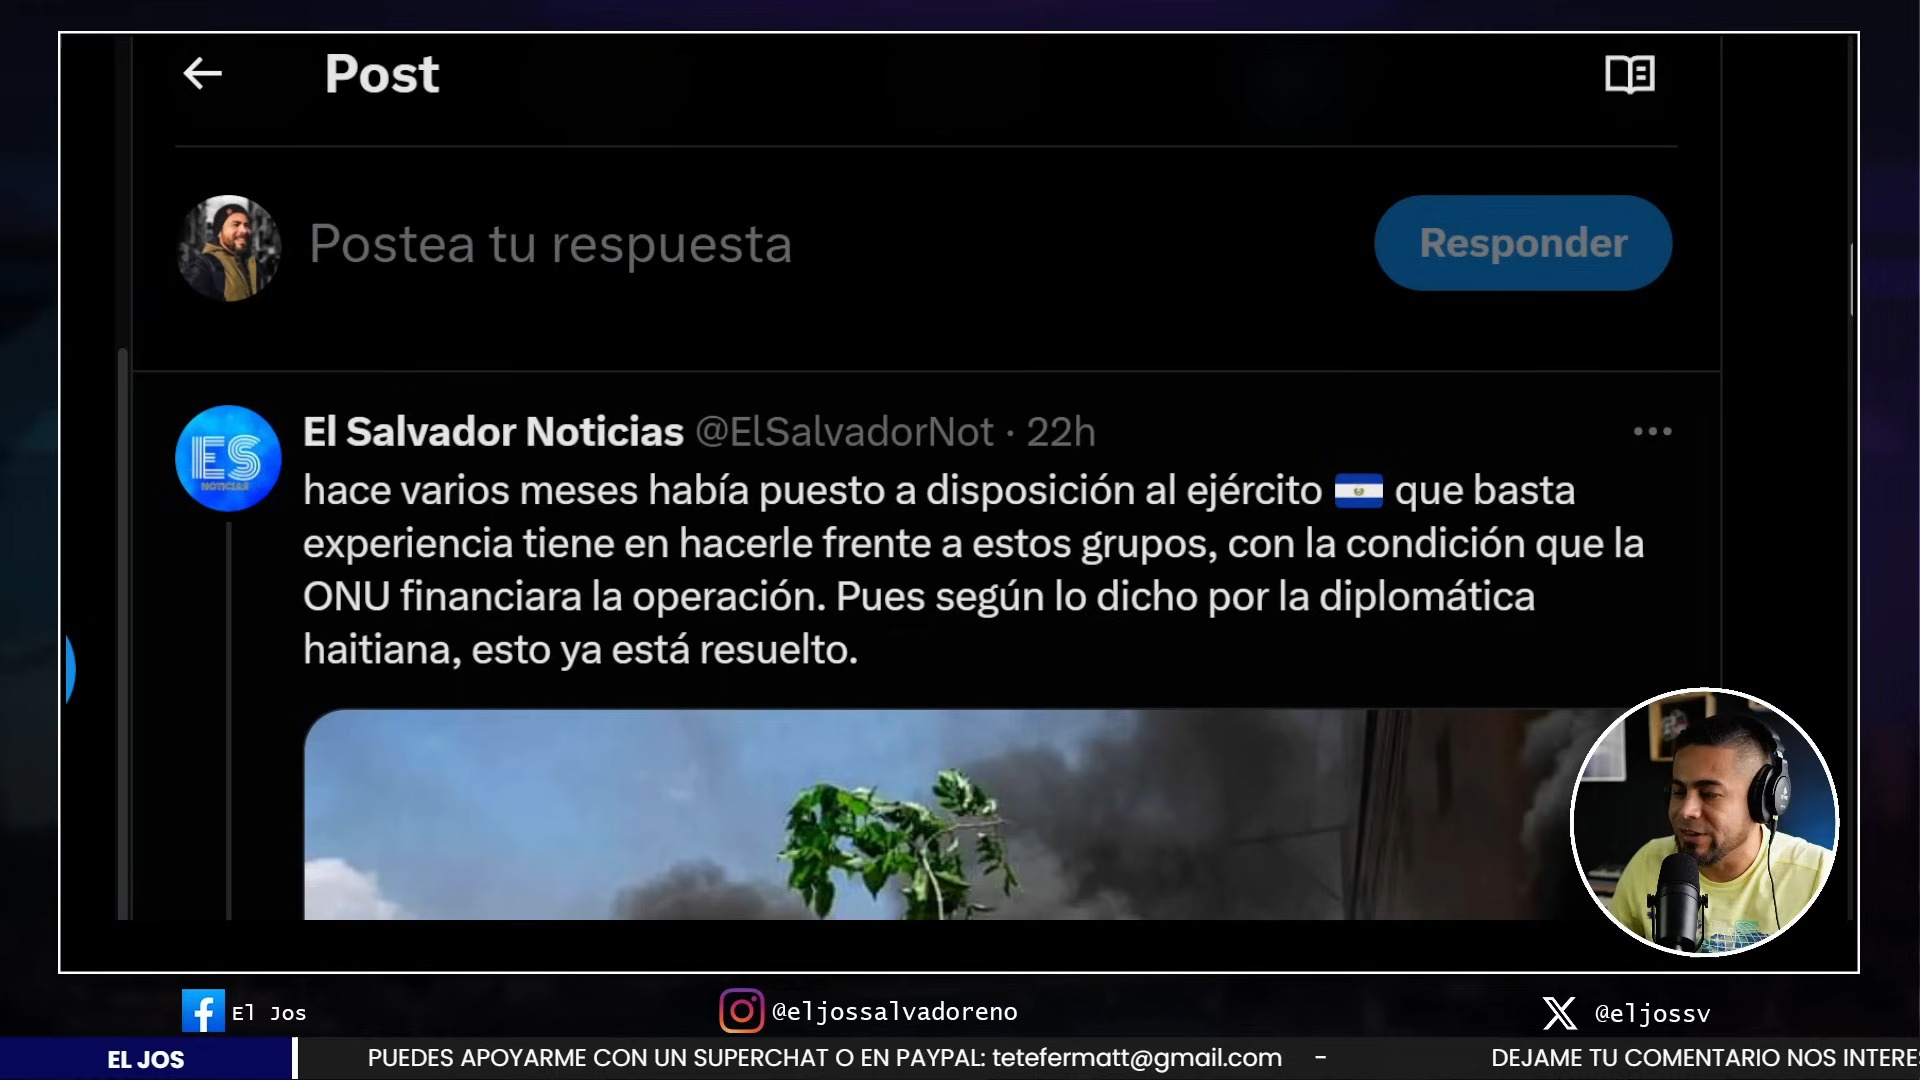 Post
Postea tu respuesta
Responder
El Salvador Noticias @ElSalvadorNot · 22h
ES
NOTICIAS
hace varios meses había puesto a disposición al ejército 🇸🇻 que basta
experiencia tiene en hacerle frente a estos grupos, con la condición que la
ONU financiara la operación. Pues según lo dicho por la diplomática
haitiana, esto ya está resuelto.
El Jos
@eljossalvadoreno
@eljossv
EL JOS
PUEDES APOYARME CON UN SUPERCHAT O EN PAYPAL: tetefermatt@gmail.com - DEJAME TU COMENTARIO NOS INTERES